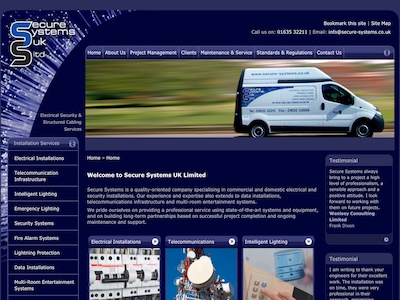 Secure
Systems
UK
Ltd
Bookmark this site | Site Map
Call us on: 01635 32211 | Email: info@secure-systems.co.uk
Home
About Us
Project Management
Clients
Maintenance & Service
Standards & Regulations
Contact Us
Electrical Security &
Structured Cabling
Services
www.secure-systems.co.uk
Installation Services
Electrical Installations
Telecommunication
Infrastructure
Intelligent Lighting
Emergency Lighting
Security Systems
Fire Alarm Systems
Lightning Protection
Data Installations
Multi-Room Entertainment
Systems
Home » Home
Welcome to Secure Systems UK Limited
Secure Systems is a quality-oriented company specialising in commercial and domestic electrical and
security installations. Our experience and expertise also extends to data installations,
telecommunications infrastructure and multi-room entertainment systems.
We pride ourselves on providing a professional service using state-of-the-art systems and equipment,
and on building long-term partnerships based on successful project completion and ongoing
maintenance and support.
Electrical Installations
Telecommunications
Intelligent Lighting
Testimonial
Secure Systems always
bring to a project a high
level of professionalism, a
sensible approach and a
positive attitude. I look
forward to working with
them on future projects.
Wanisey Consulting
Limited
Frank Dixon
Testimonial
I am writing to thank your
engineers for their excellent
work. The installation was
on time, they were very
professional in their